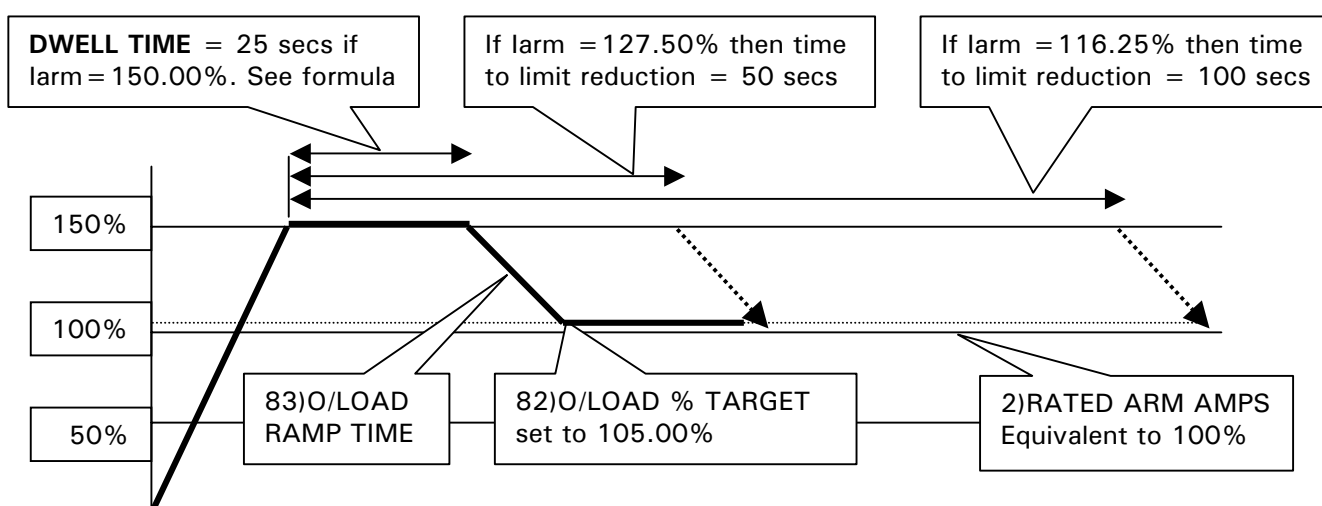 DWELL TIME = 25 secs if
Iarm=150.00%. See formula
If Iarm =127.50% then time
to limit reduction = 50 secs
If Iarm =116.25% then time
to limit reduction = 100 secs
150%
100%
50%
83)O/LOAD
RAMP TIME
82)O/LOAD % TARGET
set to 105.00%
2)RATED ARM AMPS
Equivalent to 100%